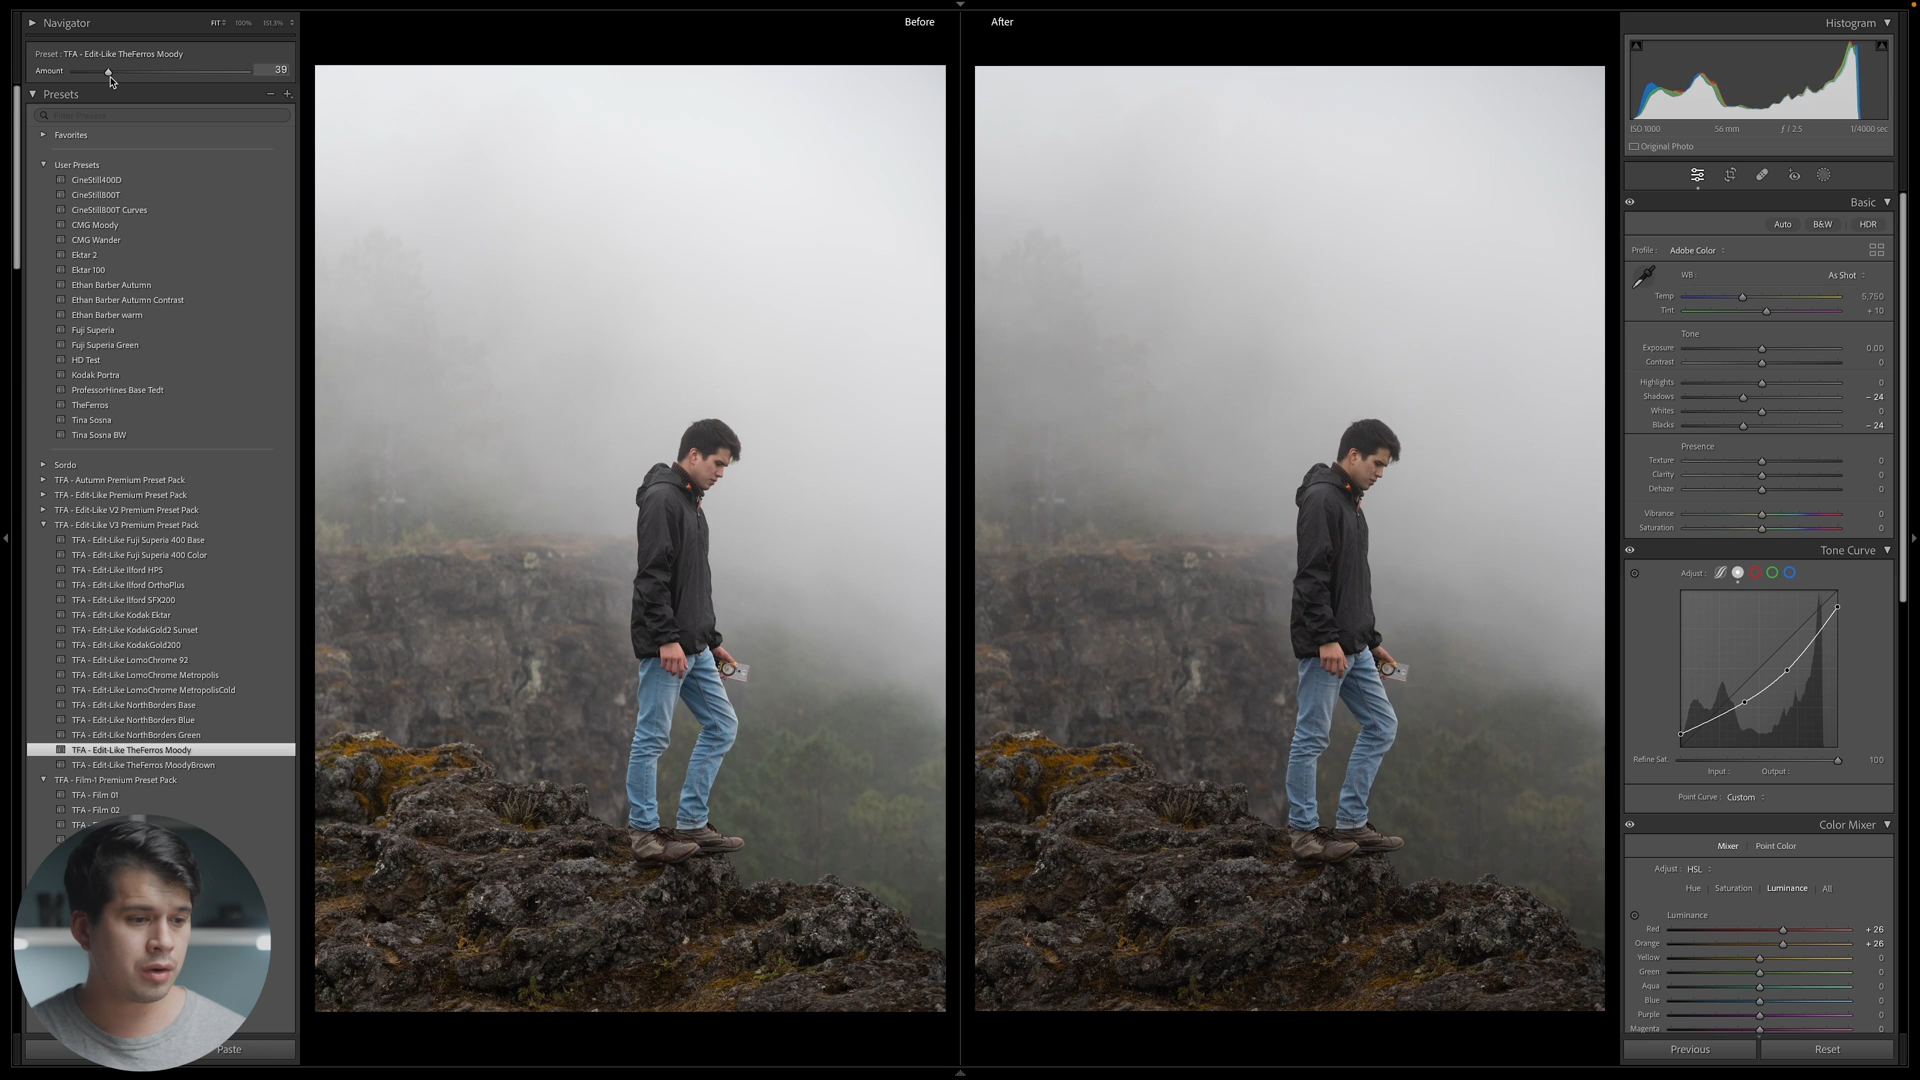 Navigator
FIT
100%
151.3%
Preset : TFA - Edit-Like TheFerros Moody
Amount
39
Presets
Filter Presets
Favorites
User Presets
CineStill400D
CineStill800T
CineStill800T Curves
CMG Moody
CMG Wander
Ektar 2
Ektar 100
Ethan Barber Autumn
Ethan Barber Autumn Contrast
Ethan Barber warm
Fuji Superia
Fuji Superia Green
HD Test
Kodak Portra
ProfessorHines Base Tedt
TheFerros
Tina Sosna
Tina Sosna BW
Sordo
TFA - Autumn Premium Preset Pack
TFA - Edit-Like Premium Preset Pack
TFA - Edit-Like V2 Premium Preset Pack
TFA - Edit-Like V3 Premium Preset Pack
TFA - Edit-Like Fuji Superia 400 Base
TFA - Edit-Like Fuji Superia 400 Color
TFA - Edit-Like Ilford HP5
TFA - Edit-Like Ilford OrthoPlus
TFA - Edit-Like Ilford SFX200
TFA - Edit-Like Kodak Ektar
TFA - Edit-Like KodakGold2 Sunset
TFA - Edit-Like KodakGold200
TFA - Edit-Like LomoChrome 92
TFA - Edit-Like LomoChrome Metropolis
TFA - Edit-Like LomoChrome MetropolisCold
TFA - Edit-Like NorthBorders Base
TFA - Edit-Like NorthBorders Blue
TFA - Edit-Like NorthBorders Green
TFA - Edit-Like TheFerros Moody
TFA - Edit-Like TheFerros MoodyBrown
TFA - Film-1 Premium Preset Pack
TFA - Film 01
TFA - Film 02
TFA -
Paste
Before
After
Histogram
ISO 1000
56 mm
ƒ / 2.5
1/4000 sec
Original Photo
Basic
Auto
B&W
HDR
Profile :
Adobe Color
WB :
As Shot
Temp
5,750
Tint
+ 10
Tone
Exposure
0.00
Contrast
0
Highlights
0
Shadows
– 24
Whites
0
Blacks
– 24
Presence
Texture
0
Clarity
0
Dehaze
0
Vibrance
0
Saturation
0
Tone Curve
Adjust :
Refine Sat.
100
Input :
Output :
Point Curve :
Custom
Color Mixer
Mixer
Point Color
Adjust :
HSL
Hue
Saturation
Luminance
All
Luminance
Red
+ 26
Orange
+ 26
Yellow
0
Green
0
Aqua
0
Blue
0
Purple
0
Magenta
0
Previous
Reset